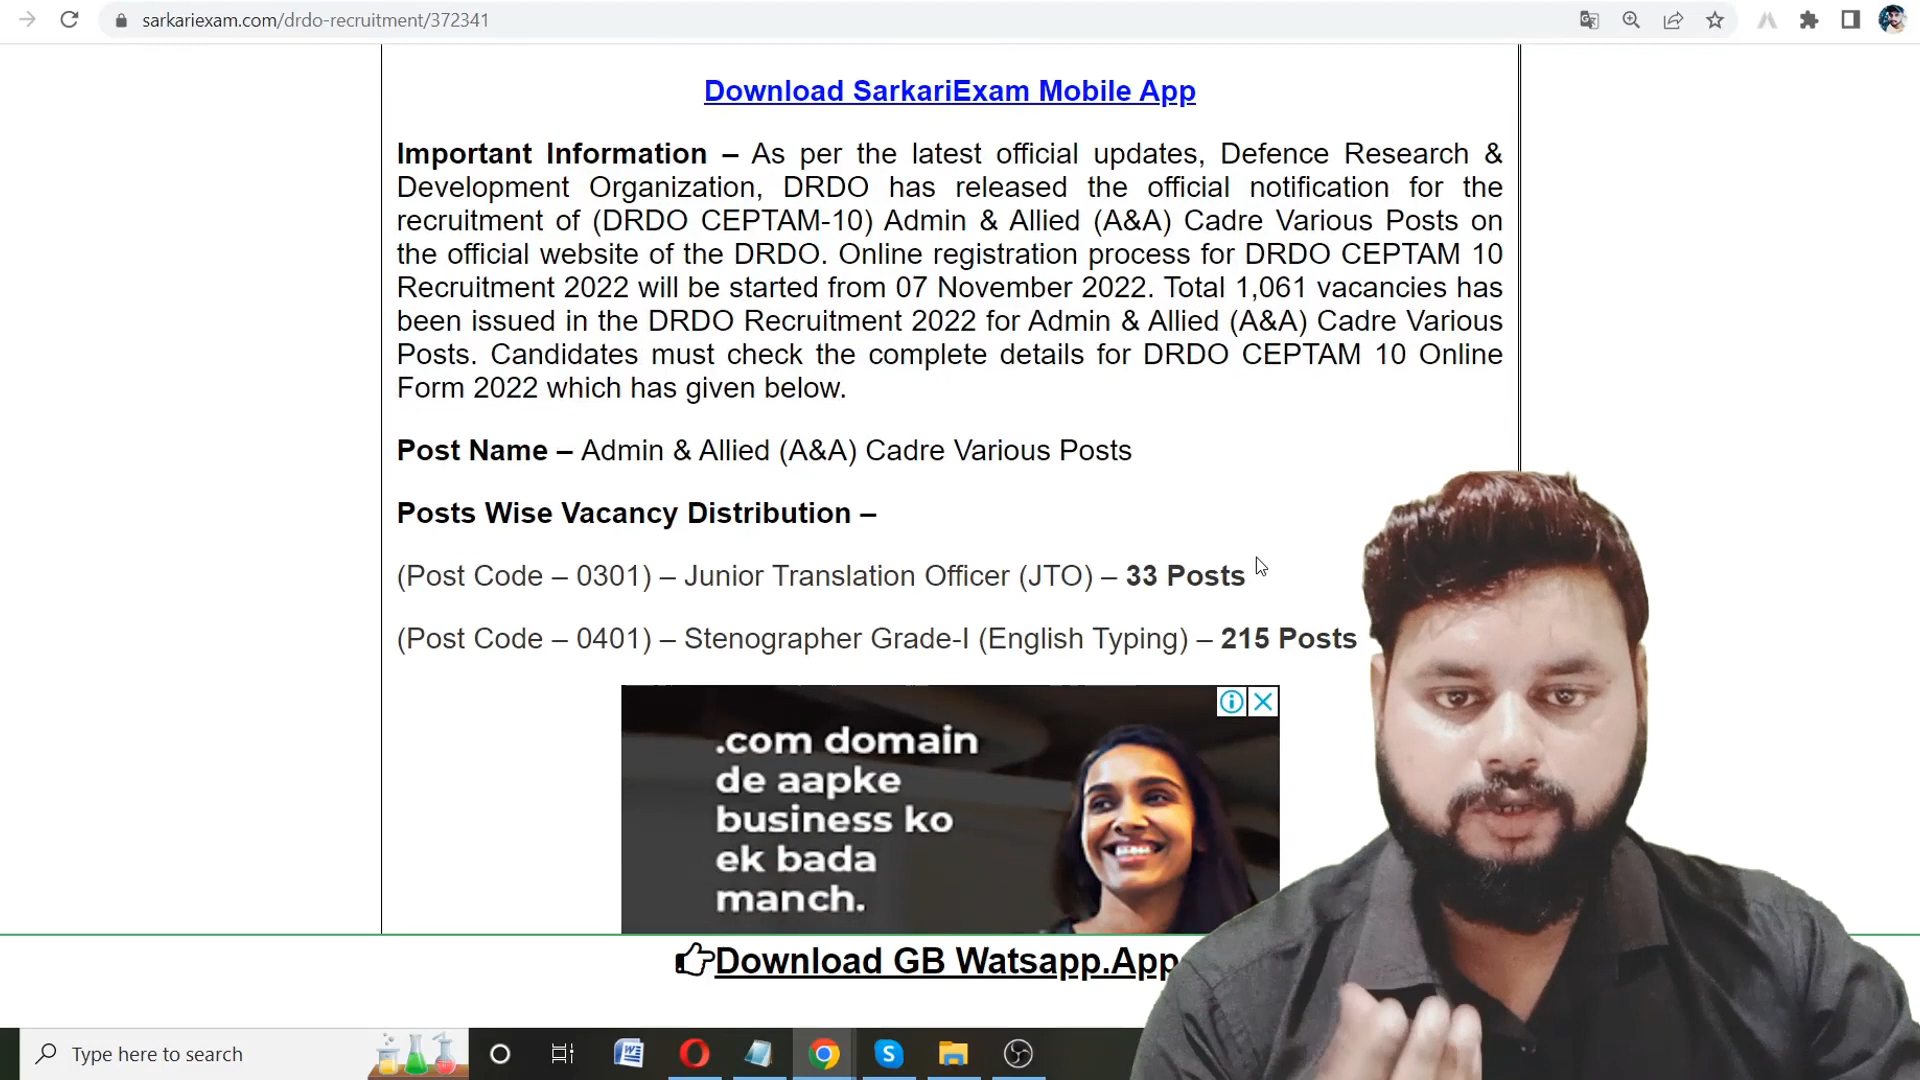 sarkariexam.com/drdo-recruitment/372341
Download SarkariExam Mobile App
Important Information – As per the latest official updates, Defence Research &
Development Organization, DRDO has released the official notification for the
recruitment of (DRDO CEPTAM-10) Admin & Allied (A&A) Cadre Various Posts on
the official website of the DRDO. Online registration process for DRDO CEPTAM 10
Recruitment 2022 will be started from 07 November 2022. Total 1,061 vacancies has
been issued in the DRDO Recruitment 2022 for Admin & Allied (A&A) Cadre Various
Posts. Candidates must check the complete details for DRDO CEPTAM 10 Online
Form 2022 which has given below.
Post Name – Admin & Allied (A&A) Cadre Various Posts
Posts Wise Vacancy Distribution –
(Post Code – 0301) – Junior Translation Officer (JTO) – 33 Posts
(Post Code – 0401) – Stenographer Grade-I (English Typing) – 215 Posts
.com domain
de aapke
business ko
ek bada
manch.
Download GB Watsapp.App
Type here to search